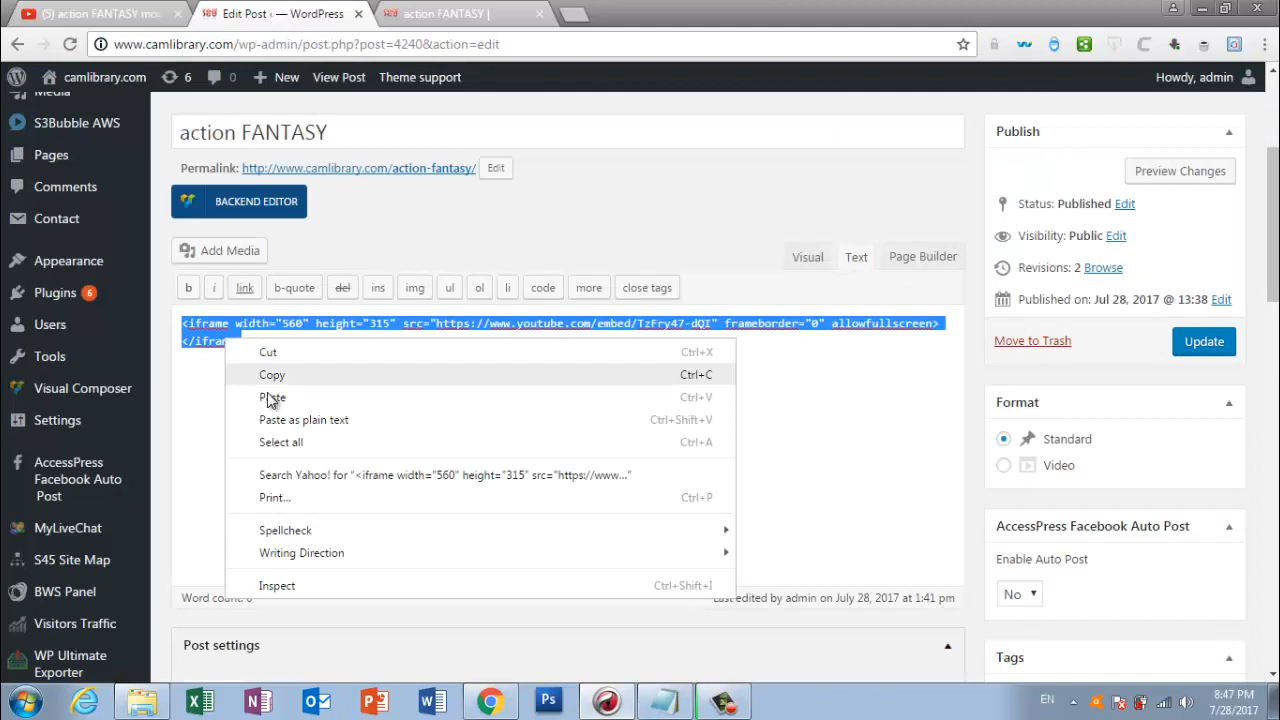 (5) action FANTASY mo
Edit Post ‹ — WordPress
action FANTASY |
www.camlibrary.com/wp-admin/post.php?post=4240&action=edit
camlibrary.com 6 0 New View Post Theme support Howdy, admin
Media
S3Bubble AWS
Pages
Comments
Contact
Appearance
Plugins 6
Users
Tools
Visual Composer
Settings
AccessPress
Facebook Auto
Post
MyLiveChat
S45 Site Map
BWS Panel
Visitors Traffic
WP Ultimate
Exporter
action FANTASY
Permalink: http://www.camlibrary.com/action-fantasy/ Edit
BACKEND EDITOR
Add Media
Visual Text Page Builder
b i link b-quote del ins img ul ol li code more close tags
<iframe width="560" height="315" src="https://www.youtube.com/embed/TzFry47-dQI" frameborder="0" allowfullscreen>
</ifram
Cut Ctrl+X
Copy Ctrl+C
Paste Ctrl+V
Paste as plain text Ctrl+Shift+V
Select all Ctrl+A
Search Yahoo! for "<iframe width="560" height="315" src="https://www..."
Print... Ctrl+P
Spellcheck
Writing Direction
Inspect Ctrl+Shift+I
Word count: Last edited by admin on July 28, 2017 at 1:41 pm
Post settings
Publish
Preview Changes
Status: Published Edit
Visibility: Public Edit
Revisions: 2 Browse
Published on: Jul 28, 2017 @ 13:38 Edit
Move to Trash Update
Format
Standard
Video
AccessPress Facebook Auto Post
Enable Auto Post
No
Tags
EN
8:47 PM
7/28/2017